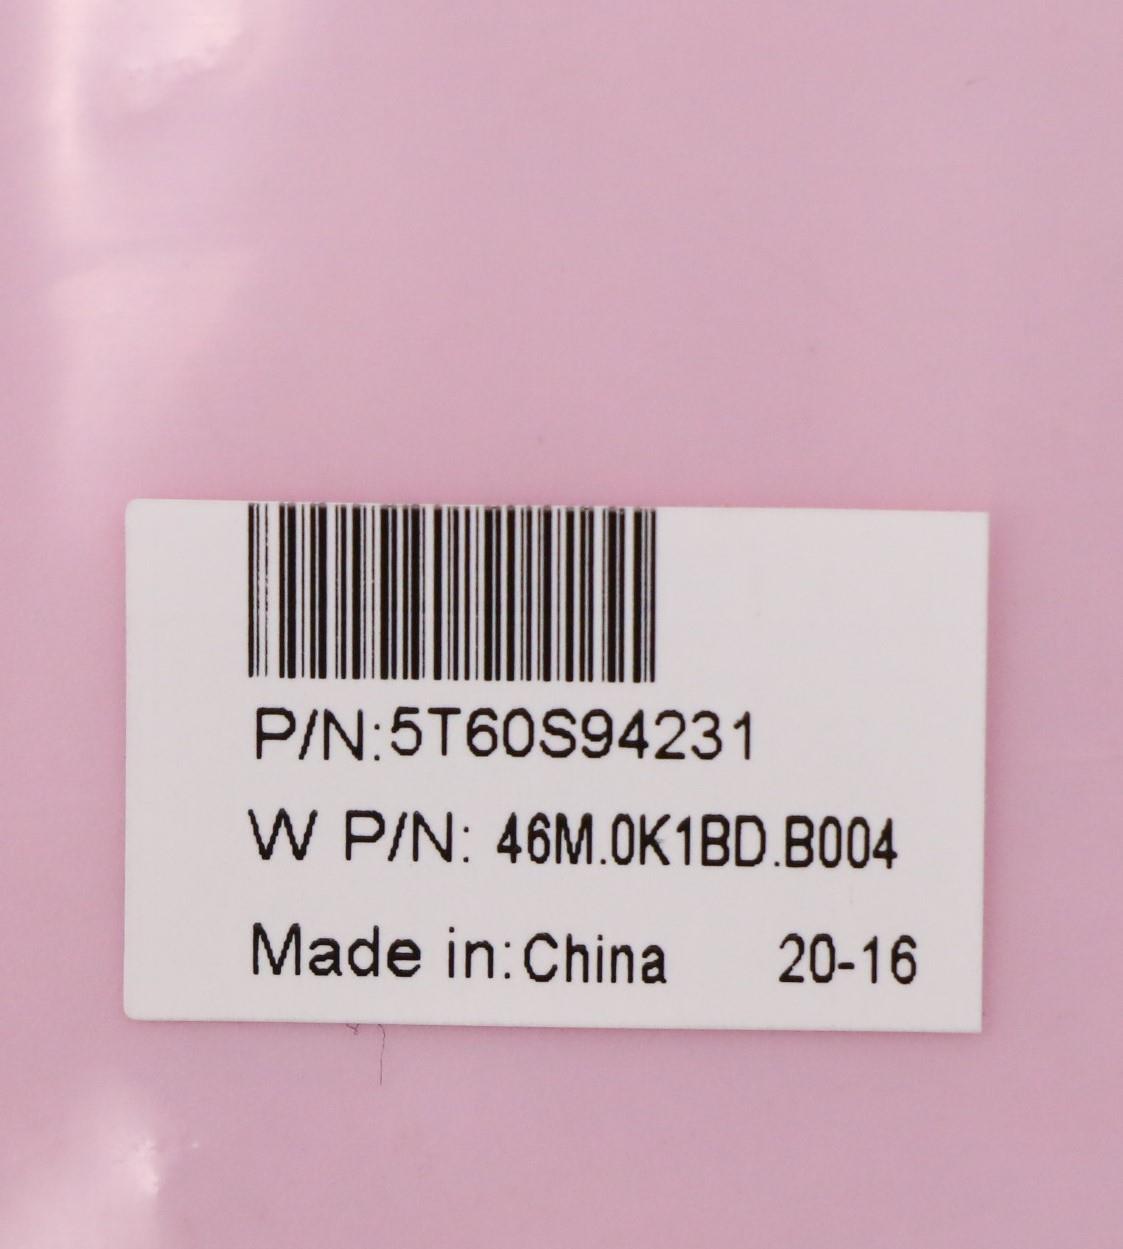 P/N:5T60S94231
W P/N: 46M.0K1BD.B004
Made in:China 20-16